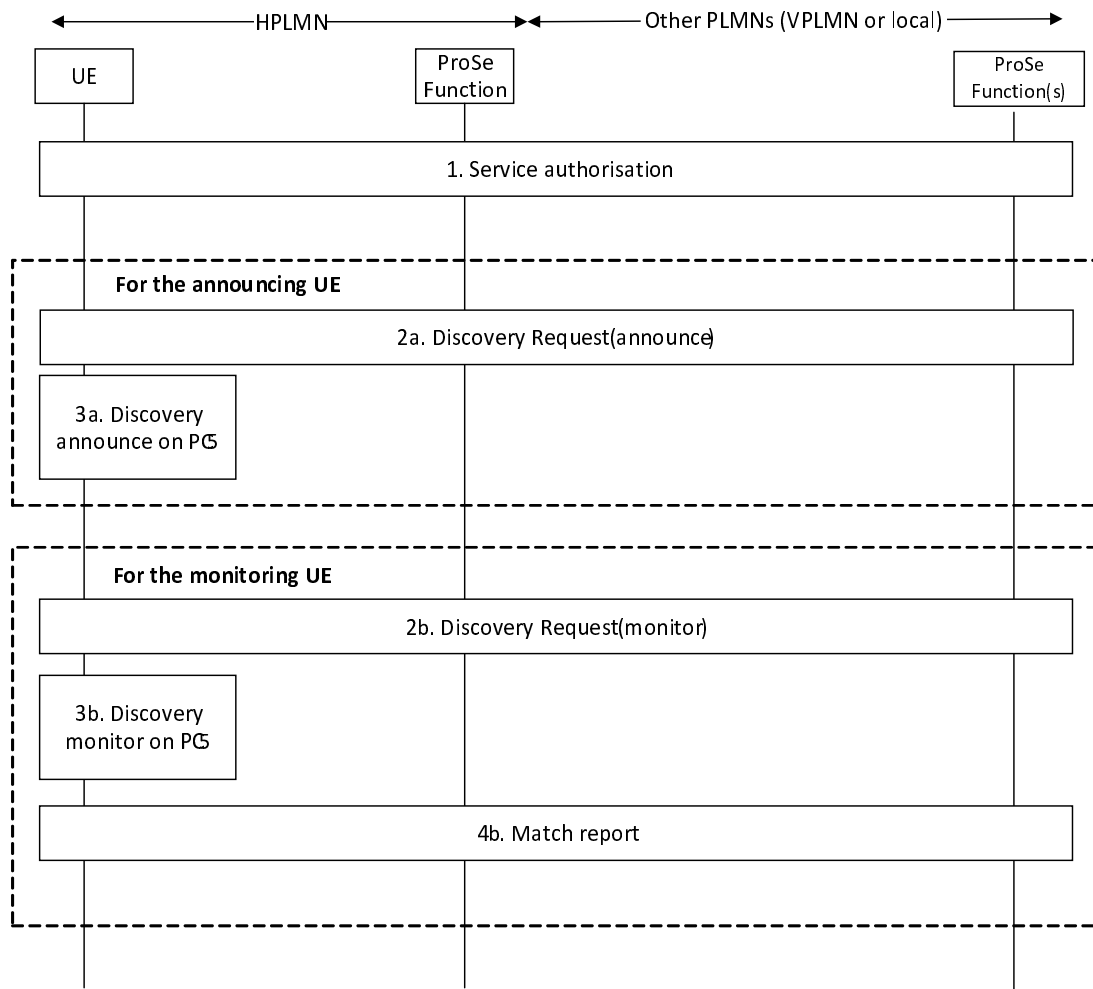 HPLMN
Other PLMNs (VPLMN or local)
UE
ProSe
Function
ProSe
Function(s)
1. Service authorisation
For the announcing UE
2a. Discovery Request(announce)
3a. Discovery
announce on PC5
For the monitoring UE
2b. Discovery Request(monitor)
3b. Discovery
monitor on PC5
4b. Match report